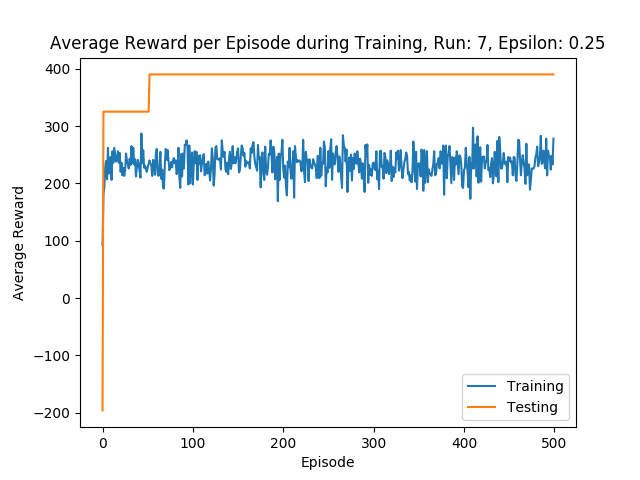 Average Reward per Episode during Training, Run: 7, Epsilon: 0.25
400
300
200
100
0
−100
−200
Average Reward
0
100
200
300
400
500
Episode
Training
Testing